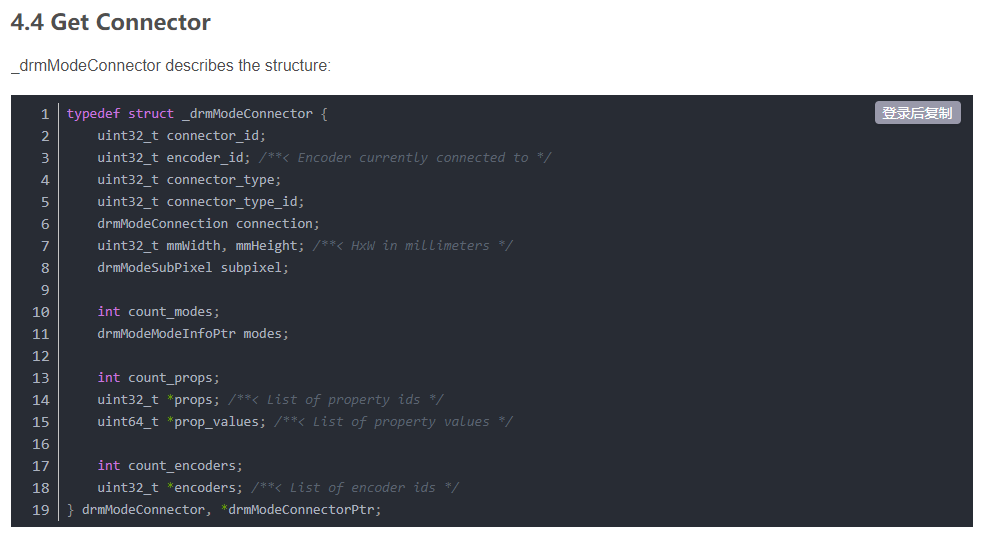 4.4 Get Connector
_drmModeConnector describes the structure:
登录后复制
1 typedef struct _drmModeConnector {
2     uint32_t connector_id;
3     uint32_t encoder_id; /**< Encoder currently connected to */
4     uint32_t connector_type;
5     uint32_t connector_type_id;
6     drmModeConnection connection;
7     uint32_t mmWidth, mmHeight; /**< HxW in millimeters */
8     drmModeSubPixel subpixel;
9
10     int count_modes;
11     drmModeModeInfoPtr modes;
12
13     int count_props;
14     uint32_t *props; /**< List of property ids */
15     uint64_t *prop_values; /**< List of property values */
16
17     int count_encoders;
18     uint32_t *encoders; /**< List of encoder ids */
19 } drmModeConnector, *drmModeConnectorPtr;